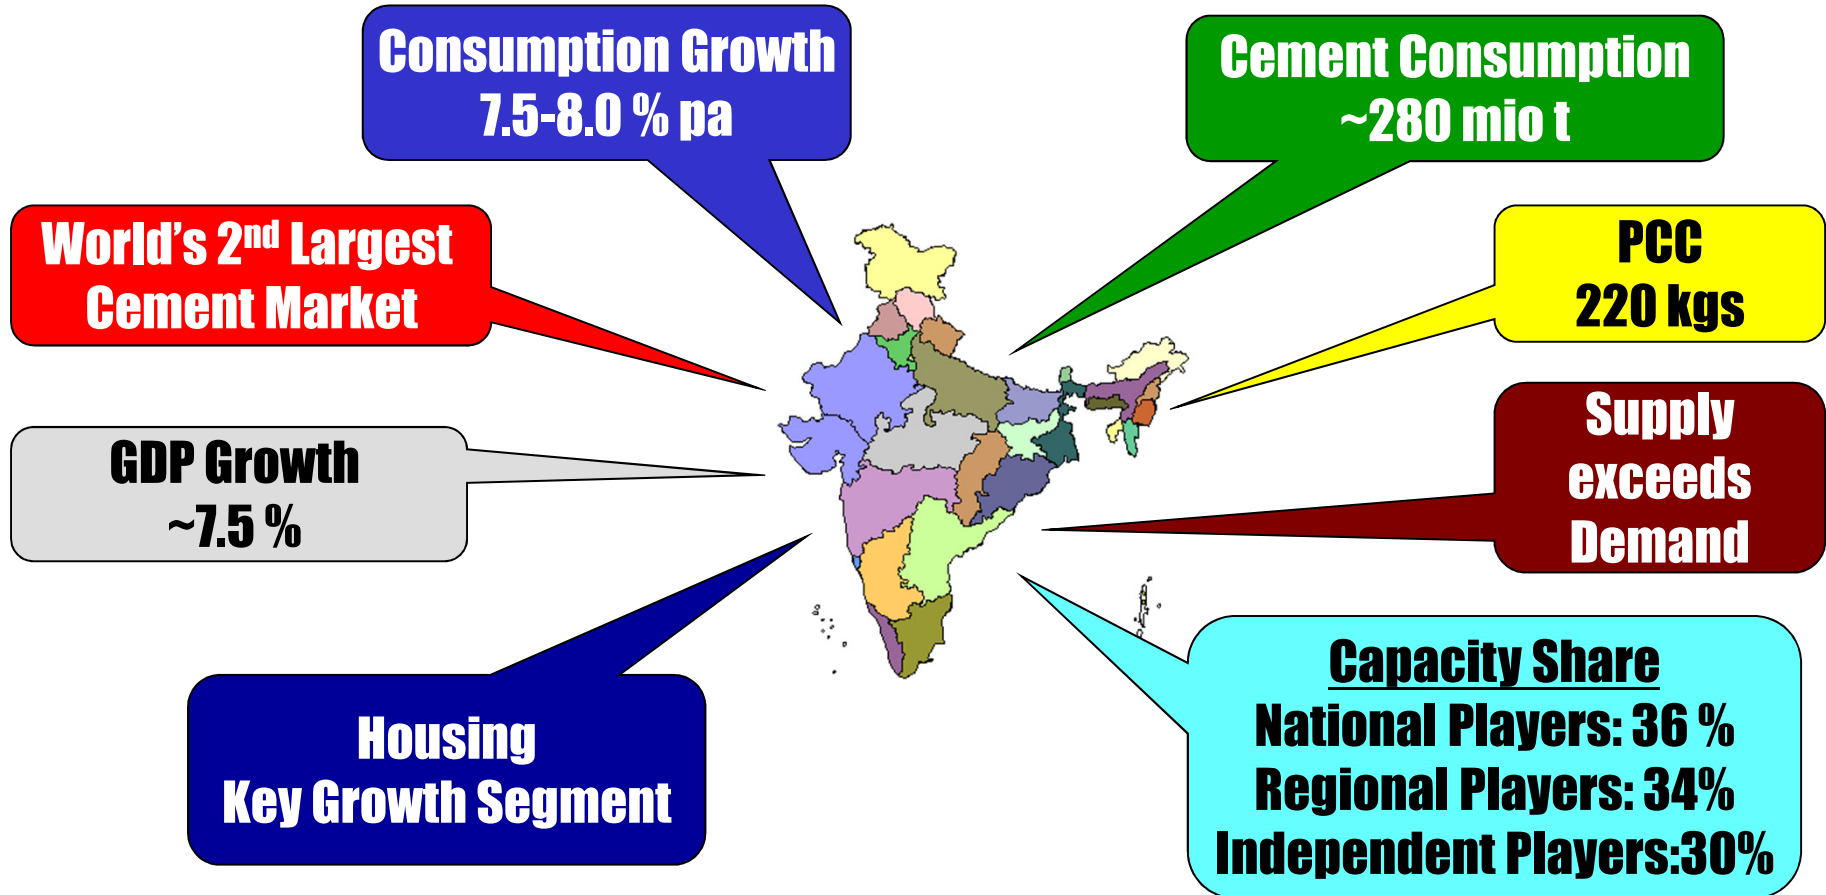 Consumption Growth
7.5-8.0 % pa
Cement Consumption
~280 mio t
World’s 2nd Largest
Cement Market
PCC
220 kgs
GDP Growth
~7.5 %
Supply
exceeds
Demand
Housing
Key Growth Segment
Capacity Share
National Players: 36 %
Regional Players: 34%
Independent Players:30%